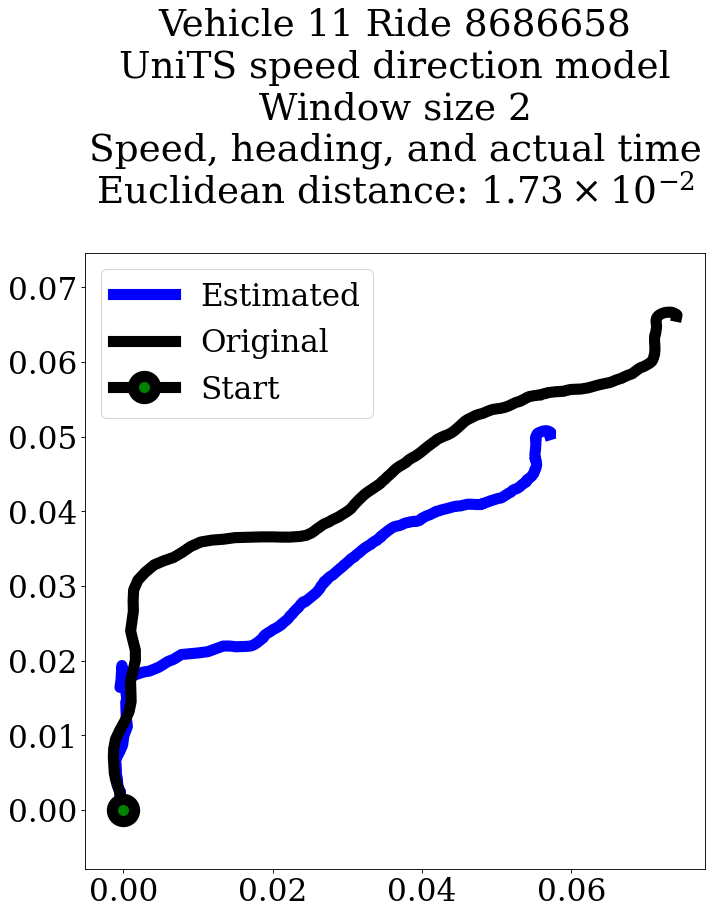 Vehicle 11 Ride 8686658
UniTS speed direction model
Window size 2
Speed, heading, and actual time
Euclidean distance: 1.73 × 10⁻²
Estimated
Original
Start
0.07
0.06
0.05
0.04
0.03
0.02
0.01
0.00
0.00 0.02 0.04 0.06